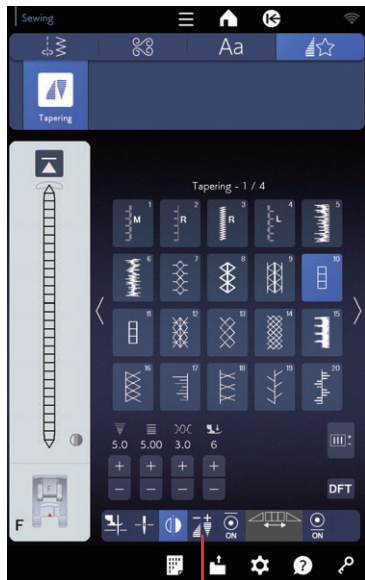 Sewing
Aa
Tapering
Tapering - 1 / 4
1 2 3 4 5
M R R L
6 7 8 9 10
11 12 13 14 15
16 17 18 19 20
5.0 5.00 3.0 6
+ + + +
− − − −
DFT
F
F
ON ON
?